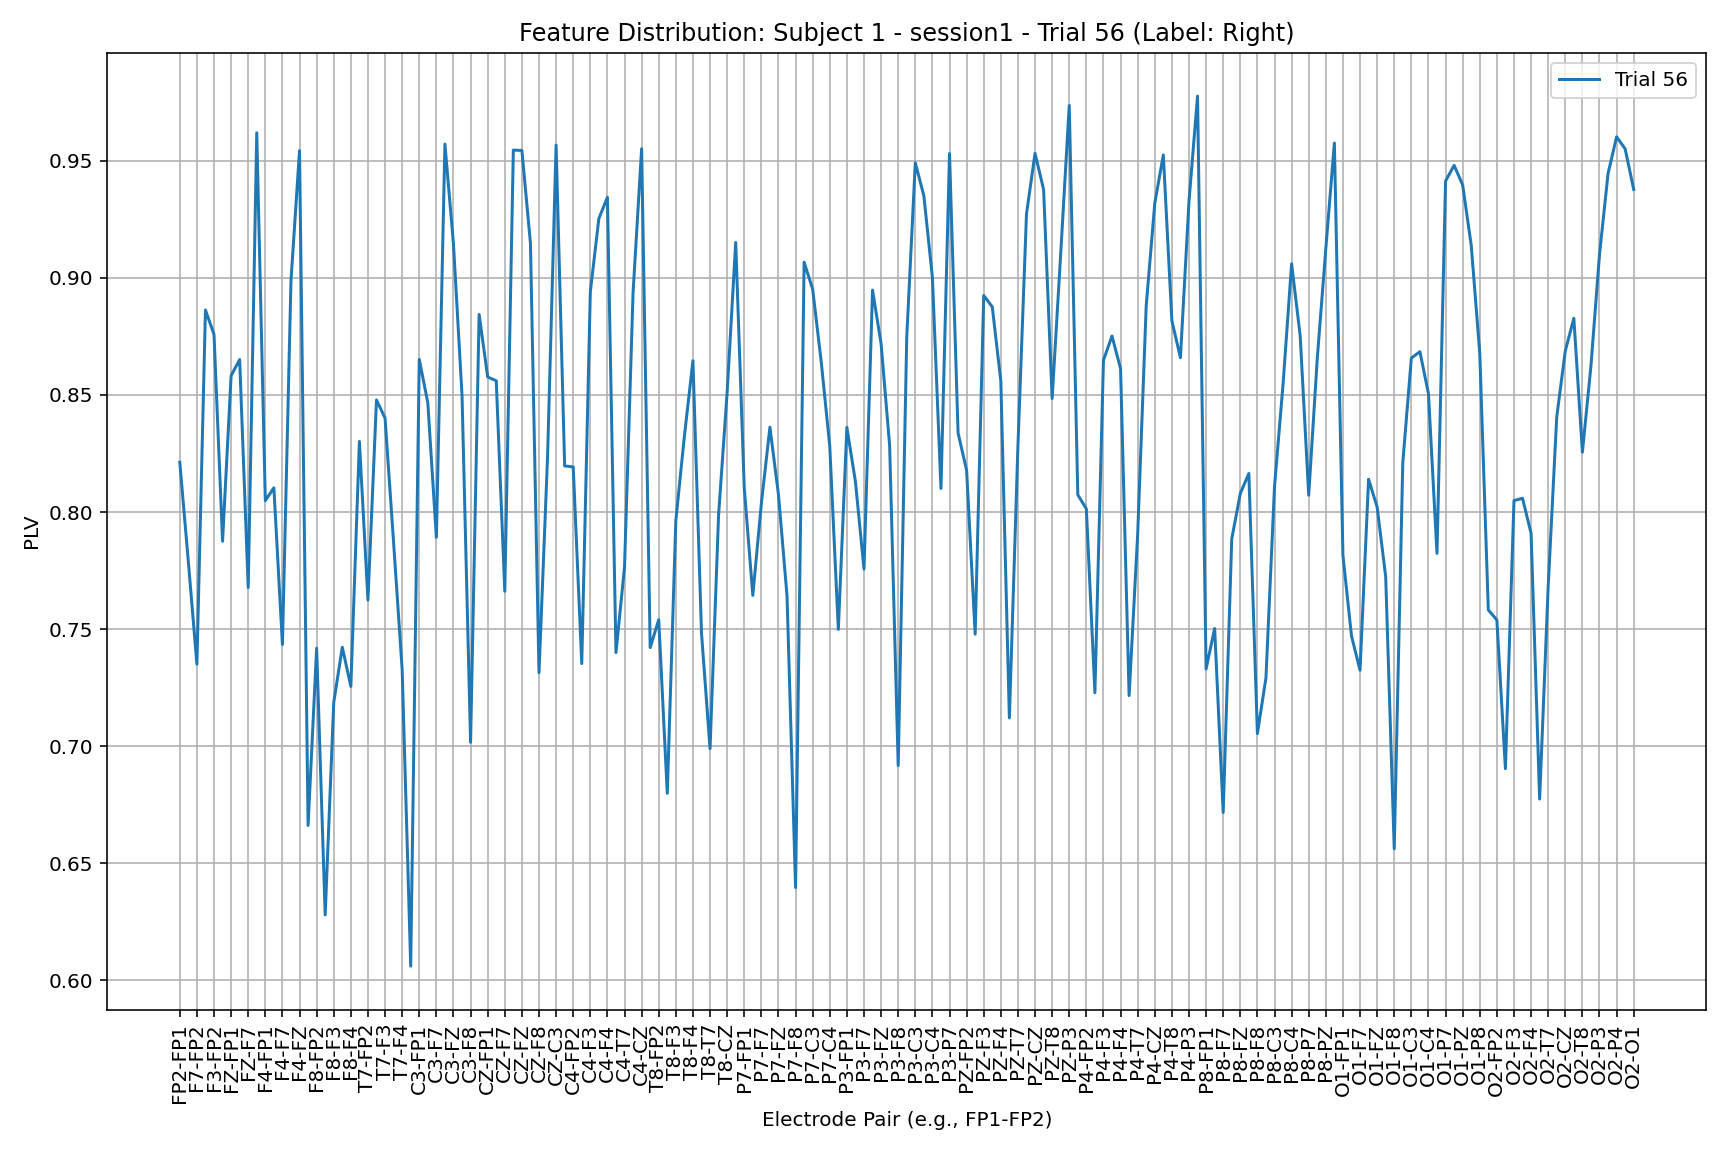 Feature Distribution: Subject 1 - session1 - Trial 56 (Label: Right)
Trial 56
PLV
0.95
0.90
0.85
0.80
0.75
0.70
0.65
0.60
FP2-FP1
F7-FP2
F3-FP2
FZ-FP1
FZ-F7
F4-FP1
F4-F7
F4-FZ
F8-FP2
F8-F3
F8-F4
T7-FP2
T7-F3
T7-F4
C3-FP1
C3-F7
C3-FZ
C3-F8
CZ-FP1
CZ-F7
CZ-FZ
CZ-F8
CZ-C3
C4-FP2
C4-F3
C4-F4
C4-T7
C4-CZ
T8-FP2
T8-F3
T8-F4
T8-T7
T8-CZ
P7-FP1
P7-F7
P7-FZ
P7-F8
P7-C3
P7-C4
P3-FP1
P3-F7
P3-FZ
P3-F8
P3-C3
P3-C4
P3-P7
PZ-FP2
PZ-F3
PZ-F4
PZ-T7
PZ-CZ
PZ-T8
PZ-P3
P4-FP2
P4-F3
P4-F4
P4-T7
P4-CZ
P4-T8
P4-P3
P8-FP1
P8-F7
P8-FZ
P8-F8
P8-C3
P8-C4
P8-P7
P8-PZ
O1-FP1
O1-F7
O1-FZ
O1-F8
O1-C3
O1-C4
O1-P7
O1-PZ
O1-P8
O2-FP2
O2-F3
O2-F4
O2-T7
O2-CZ
O2-T8
O2-P3
O2-P4
O2-O1
Electrode Pair (e.g., FP1-FP2)